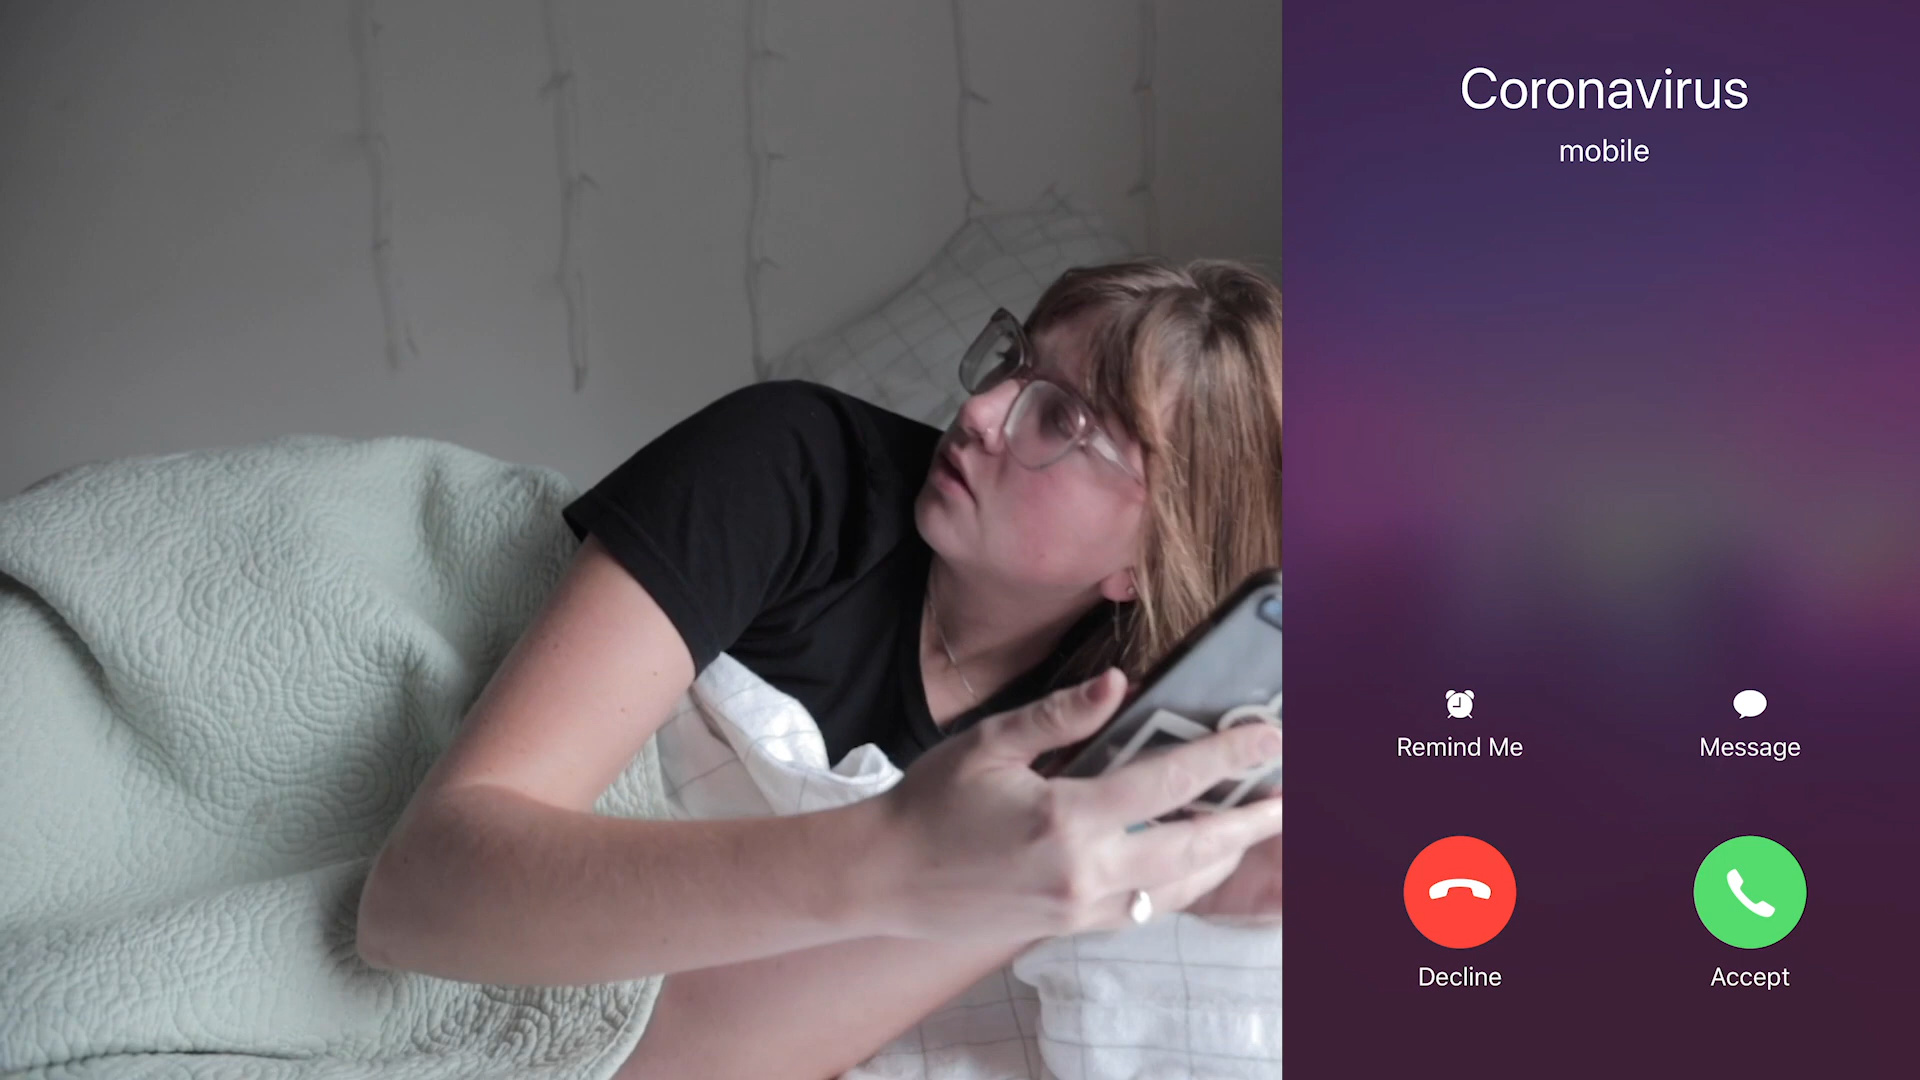 Coronavirus
mobile
Remind Me
Message
Decline
Accept